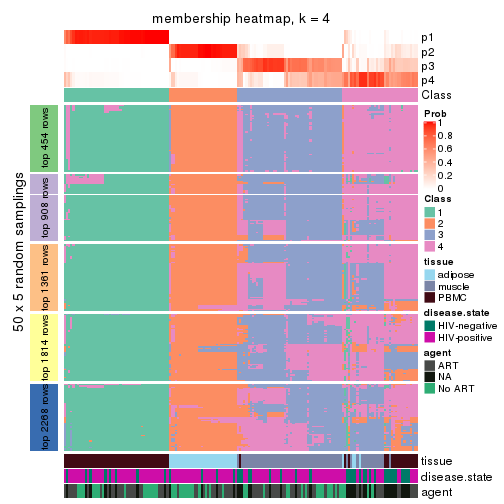 membership heatmap, k = 4
p1
p2
p3
p4
Class
50 x 5 random samplings
top 454 rows
top 908 rows
top 1361 rows
top 1814 rows
top 2268 rows
Prob
1
0.8
0.6
0.4
0.2
0
Class
1
2
3
4
tissue
adipose
muscle
PBMC
disease.state
HIV-negative
HIV-positive
agent
ART
NA
No ART
tissue
disease.state
agent